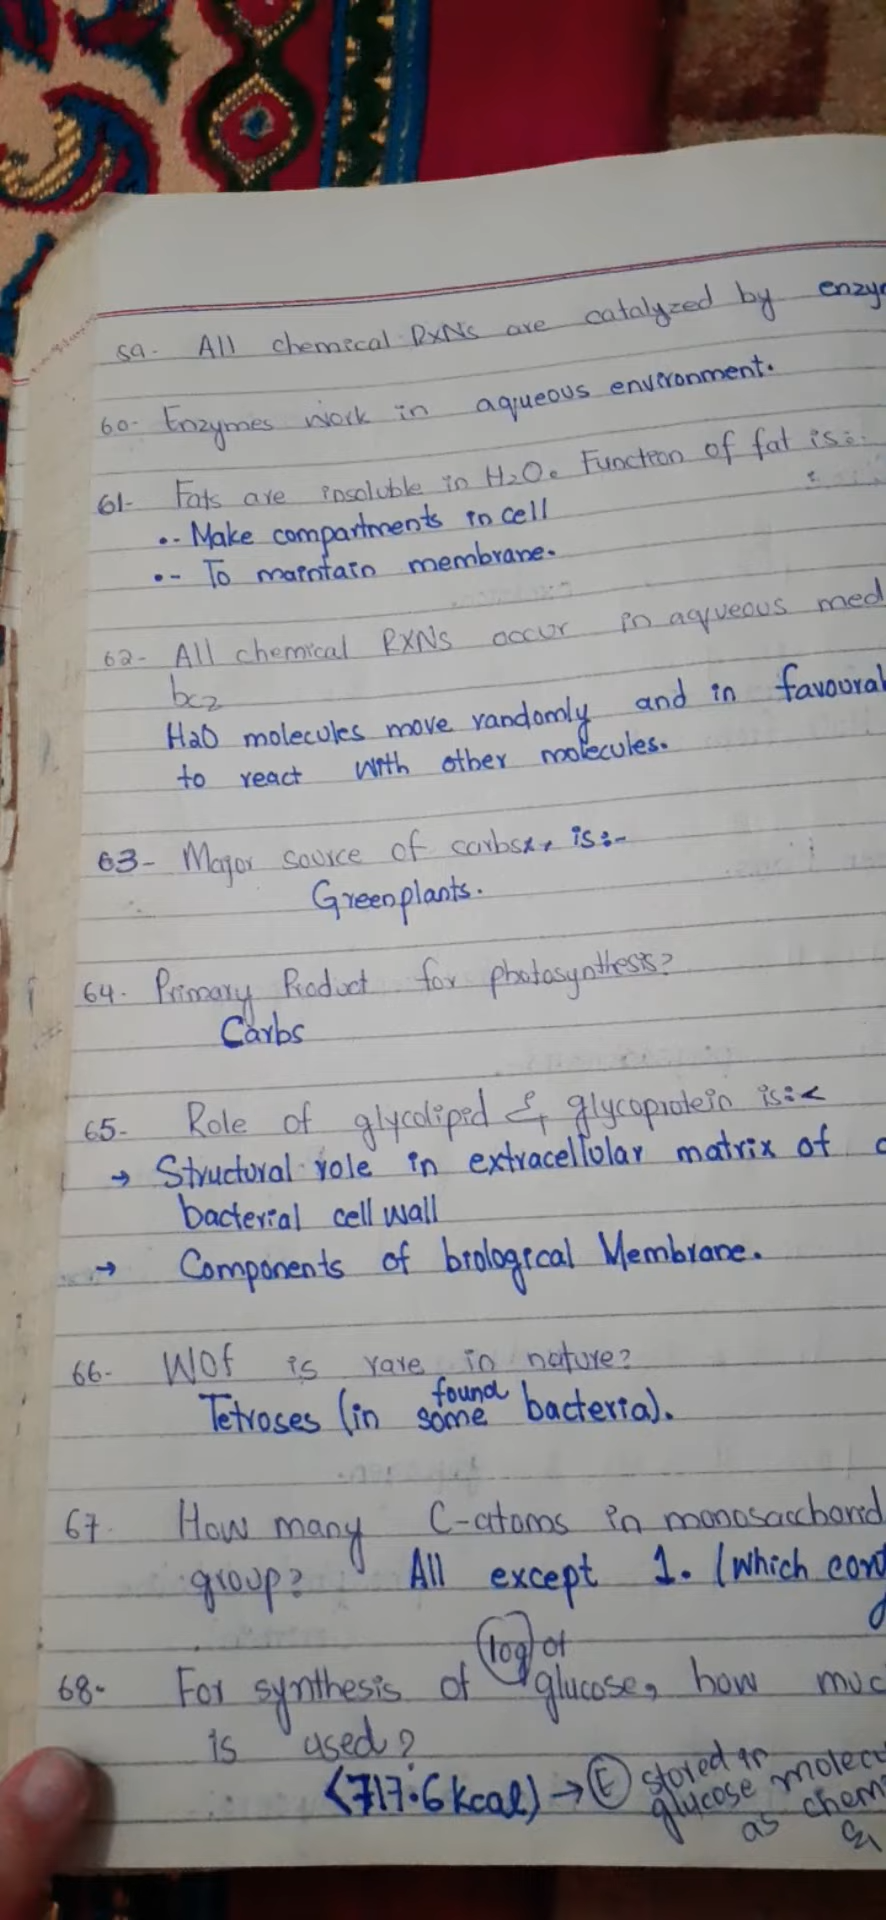 59- All chemical RXNs are catalyzed by enzy
60- Enzymes work in aqueous environment.
61- Fats are insoluble in H2O. Function of fat is:-
•- Make compartments in cell
•- To maintain membrane.
62- All chemical RXNs occur in aqueous med
bcz
H2O molecules move randomly and in favoural
to react with other molecules.
63- Major source of carbs is:-
Green plants.
64- Primary Product for photosynthesis?
Carbs
65- Role of glycolipid & glycoprotein is:<
→ Structural role in extracellular matrix of
bacterial cell wall
→ Components of biological Membrane.
66- WOf is rare in nature?
Tetroses (in found some bacteria).
67- How many C-atoms in monosaccharid
group? All except 1. (which con
68- For synthesis of 10g of glucose, how muc
is used?
(717.6 kcal) → E stored in
glucose molecu
as chem
&